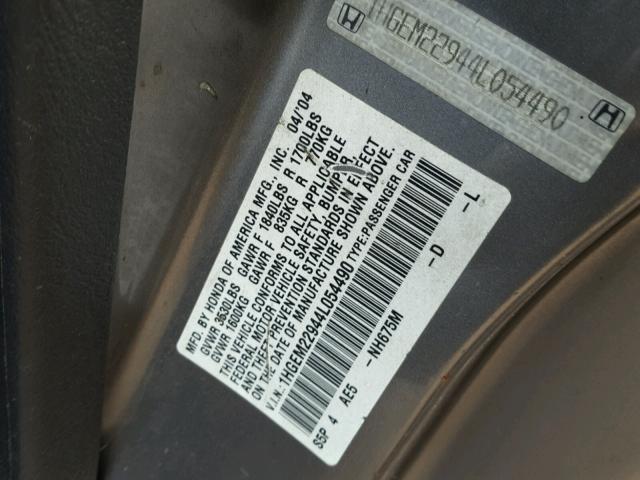 1HGEM22944L054490
MFD. BY HONDA OF AMERICA MFG., INC. 04/'04
GVWR 3630LBS GAWR F 1840LBS R 1700LBS
GVWR 1600KG GAWR F 835KG R 770KG
THIS VEHICLE CONFORMS TO ALL APPLICABLE
FEDERAL MOTOR VEHICLE SAFETY, BUMPER,
AND THEFT PREVENTION STANDARDS IN EFFECT
ON THE DATE OF MANUFACTURE SHOWN ABOVE.
V.I.N.: 1HGEM22944L054490 TYPE:PASSENGER CAR
S5P 4 AE5 -NH675M -D -L